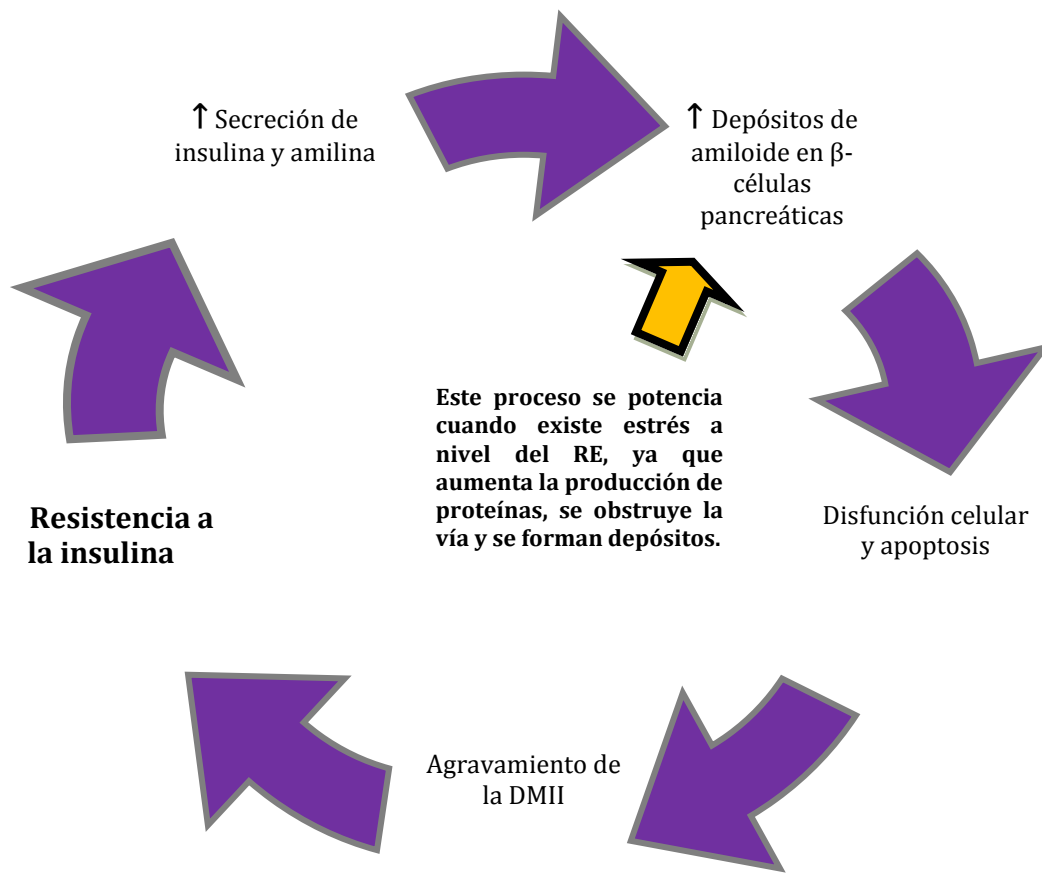 ↑ Secreción de
insulina y amilina
↑ Depósitos de
amiloide en β-
células
pancreáticas
Este proceso se potencia
cuando existe estrés a
nivel del RE, ya que
aumenta la producción de
proteínas, se obstruye la
vía y se forman depósitos.
Disfunción celular
y apoptosis
Agravamiento de
la DMII
Resistencia a
la insulina